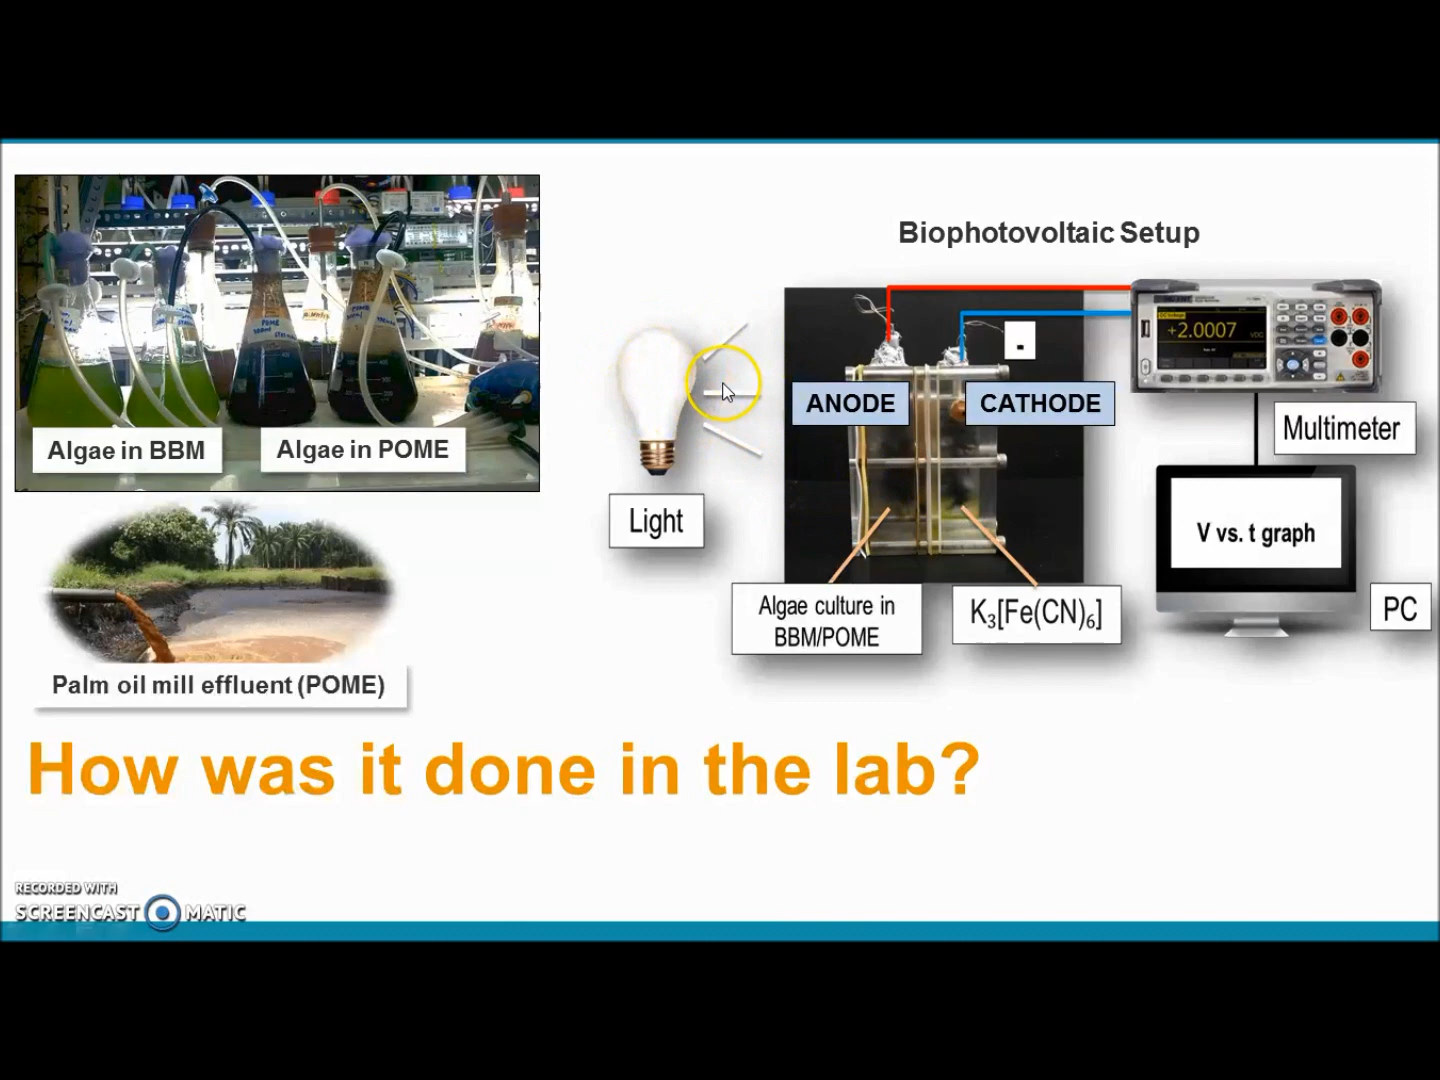 Biophotovoltaic Setup
POME
+2.0007
ANODE
CATHODE
Multimeter
Algae in BBM
Algae in POME
Light
V vs. t graph
Algae culture in
BBM/POME
K₃[Fe(CN)₆]
PC
Palm oil mill effluent (POME)
How was it done in the lab?
RECORDED WITH
SCREENCAST MATIC